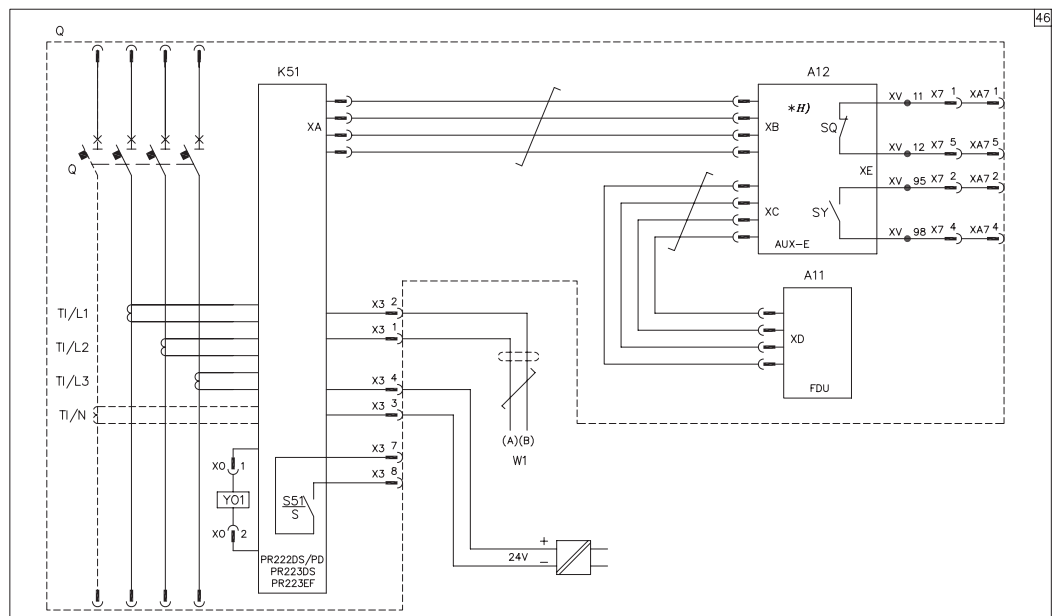 46
Q
K51
A12
XA
*H)
XB
SQ
XE
XC
SY
AUX-E
XV 11 X7 1 XA7 1
XV 12 X7 5 XA7 5
XV 95 X7 2 XA7 2
XV 98 X7 4 XA7 4
Q
A11
XD
FDU
TI/L1
TI/L2
TI/L3
TI/N
X3 2
X3 1
X3 4
X3 3
X3 7
X3 8
(A)(B)
W1
XO 1
YO1
XO 2
S51
S
PR222DS/PD
PR223DS
PR223EF
24V
+
−